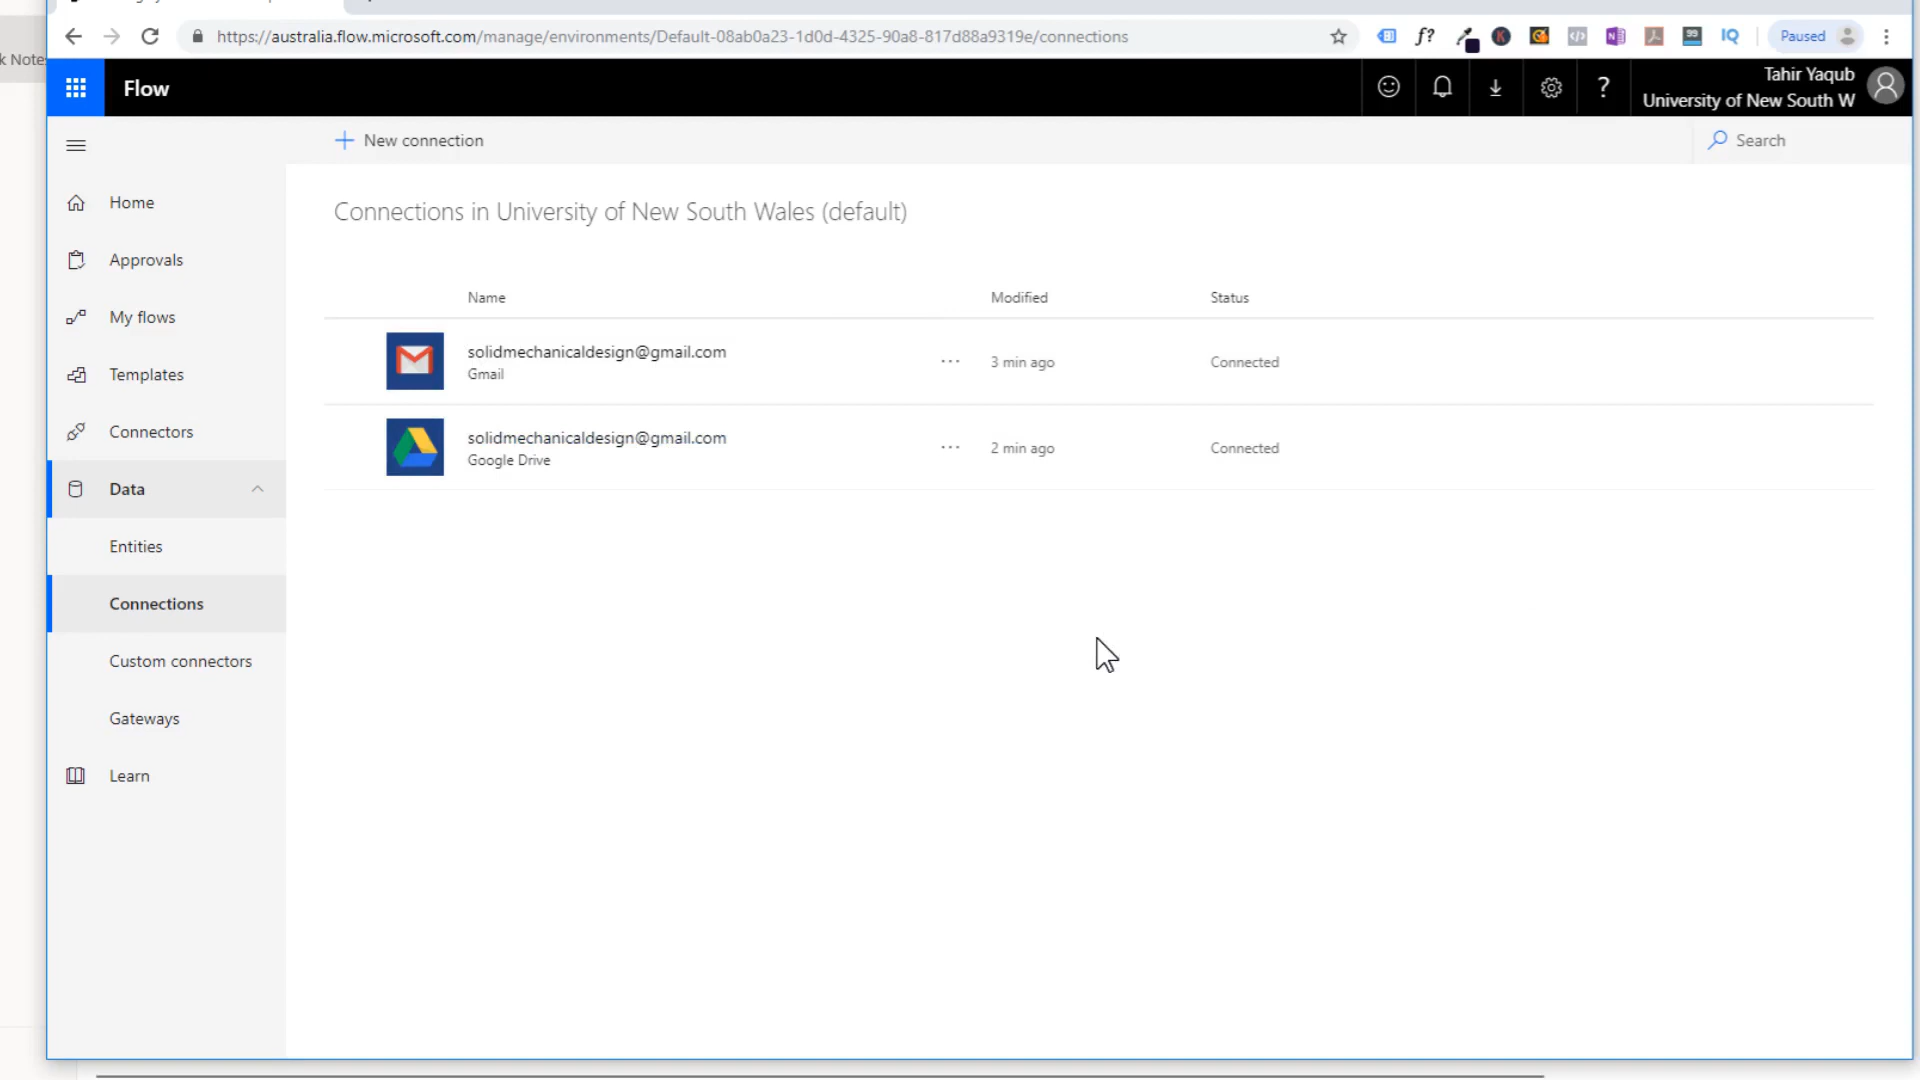 https://australia.flow.microsoft.com/manage/environments/Default-08ab0a23-1d0d-4325-90a8-817d88a9319e/connections
f?
IQ
Paused
k Notes
Flow
?
Tahir Yaqub
University of New South W
New connection
Search
Home
Approvals
My flows
Templates
Connectors
Data
Entities
Connections
Custom connectors
Gateways
Learn
Connections in University of New South Wales (default)
Name
Modified
Status
solidmechanicaldesign@gmail.com
Gmail
3 min ago
Connected
solidmechanicaldesign@gmail.com
Google Drive
2 min ago
Connected